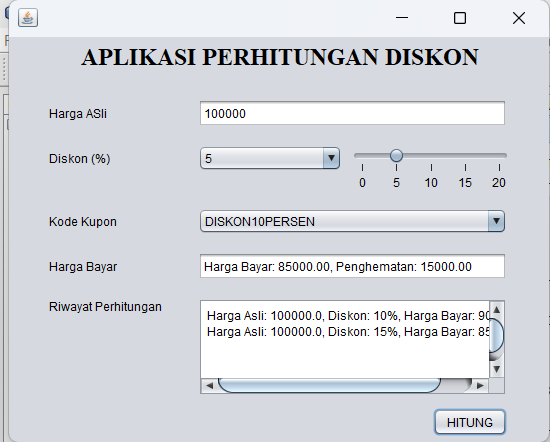 APLIKASI PERHITUNGAN DISKON
Harga ASli
100000
Diskon (%)
5
0 5 10 15 20
Kode Kupon
DISKON10PERSEN
Harga Bayar
Harga Bayar: 85000.00, Penghematan: 15000.00
Riwayat Perhitungan
Harga Asli: 100000.0, Diskon: 10%, Harga Bayar: 90
Harga Asli: 100000.0, Diskon: 15%, Harga Bayar: 85
HITUNG